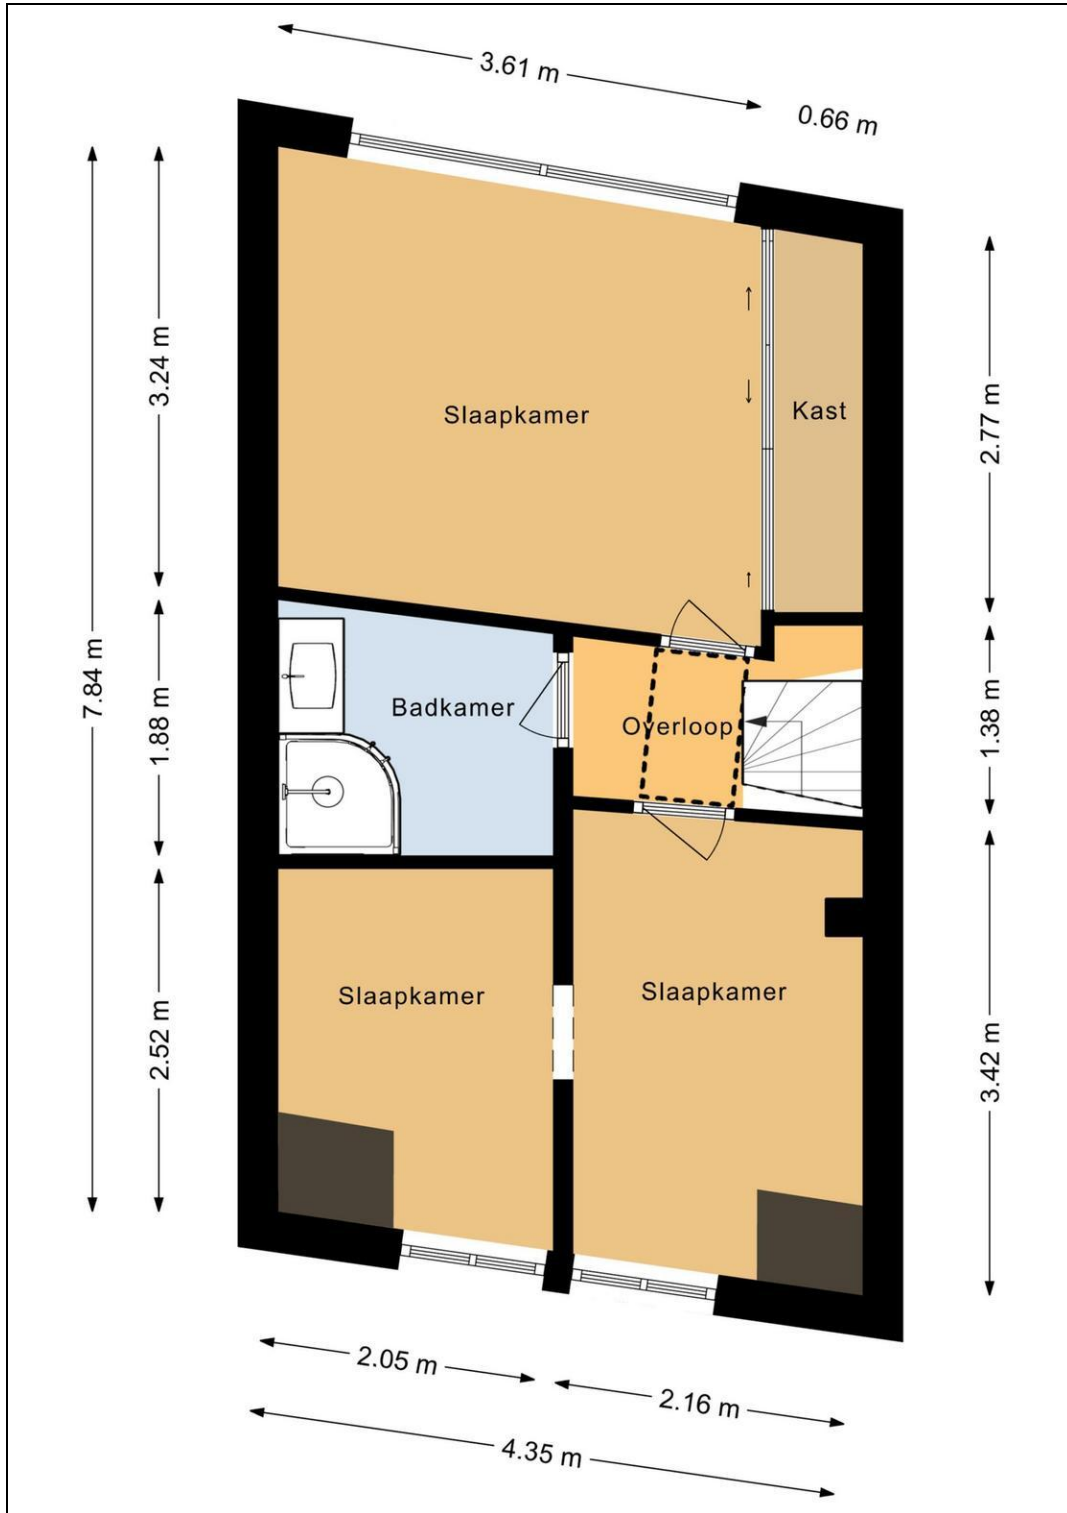 3.61 m
0.66 m
3.24 m
2.77 m
Slaapkamer
Kast
7.84 m
1.88 m
Badkamer
Overloop
1.38 m
2.52 m
Slaapkamer
Slaapkamer
3.42 m
2.05 m
2.16 m
4.35 m